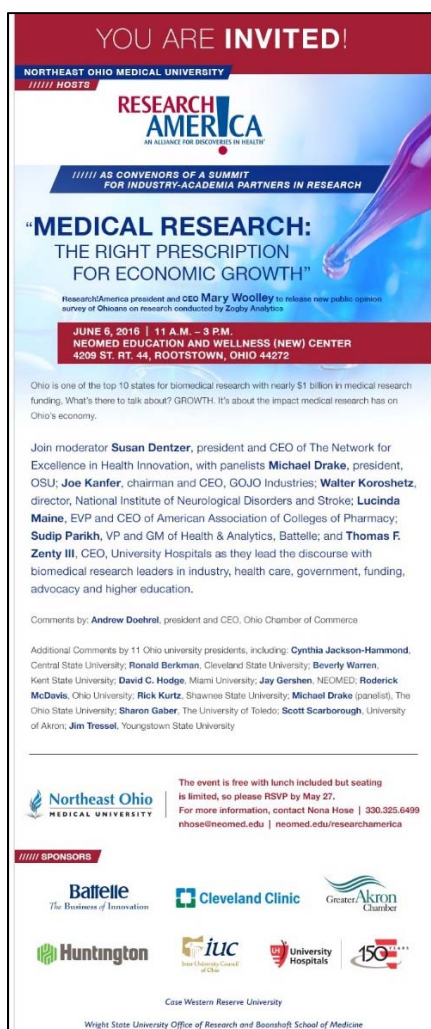 YOU ARE INVITED!
NORTHEAST OHIO MEDICAL UNIVERSITY
////// HOSTS
RESEARCH!
AMERICA
AN ALLIANCE FOR DISCOVERIES IN HEALTH®
////// AS CONVENORS OF A SUMMIT
FOR INDUSTRY-ACADEMIA PARTNERS IN RESEARCH
“MEDICAL RESEARCH:
THE RIGHT PRESCRIPTION
FOR ECONOMIC GROWTH”
Research!America president and CEO Mary Woolley to release new public opinion
survey of Ohioans on research conducted by Zogby Analytics
JUNE 6, 2016 | 11 A.M. – 3 P.M.
NEOMED EDUCATION AND WELLNESS (NEW) CENTER
4209 ST. RT. 44, ROOTSTOWN, OHIO 44272
Ohio is one of the top 10 states for biomedical research with nearly $1 billion in medical research
funding, What's there to talk about? GROWTH. It's about the impact medical research has on
Ohio's economy.
Join moderator Susan Dentzer, president and CEO of The Network for
Excellence in Health Innovation, with panelists Michael Drake, president,
OSU; Joe Kanfer, chairman and CEO, GOJO Industries; Walter Koroshetz,
director, National Institute of Neurological Disorders and Stroke; Lucinda
Maine, EVP and CEO of American Association of Colleges of Pharmacy;
Sudip Parikh, VP and GM of Health & Analytics, Battelle; and Thomas F.
Zenty III, CEO, University Hospitals as they lead the discourse with
biomedical research leaders in industry, health care, government, funding,
advocacy and higher education.
Comments by: Andrew Doehrel, president and CEO, Ohio Chamber of Commerce
Additional Comments by 11 Ohio university presidents, including: Cynthia Jackson-Hammond,
Central State University; Ronald Berkman, Cleveland State University; Beverly Warren,
Kent State University; David C. Hodge, Miami University; Jay Gershen, NEOMED; Roderick
McDavis, Ohio University; Rick Kurtz, Shawnee State University; Michael Drake (panelist), The
Ohio State University; Sharon Gaber, The University of Toledo; Scott Scarborough, University
of Akron; Jim Tressel, Youngstown State University
Northeast Ohio
MEDICAL UNIVERSITY
The event is free with lunch included but seating
is limited, so please RSVP by May 27.
For more information, contact Nona Hose | 330.325.6499
nhose@neomed.edu | neomed.edu/researchamerica
////// SPONSORS
Battelle
The Business of Innovation
Cleveland Clinic
Greater Akron
Chamber
Huntington
iuc
Inter-University Council
of Ohio
UH University
Hospitals
150 YEARS
Case Western Reserve University
Wright State University Office of Research and Boonshoft School of Medicine